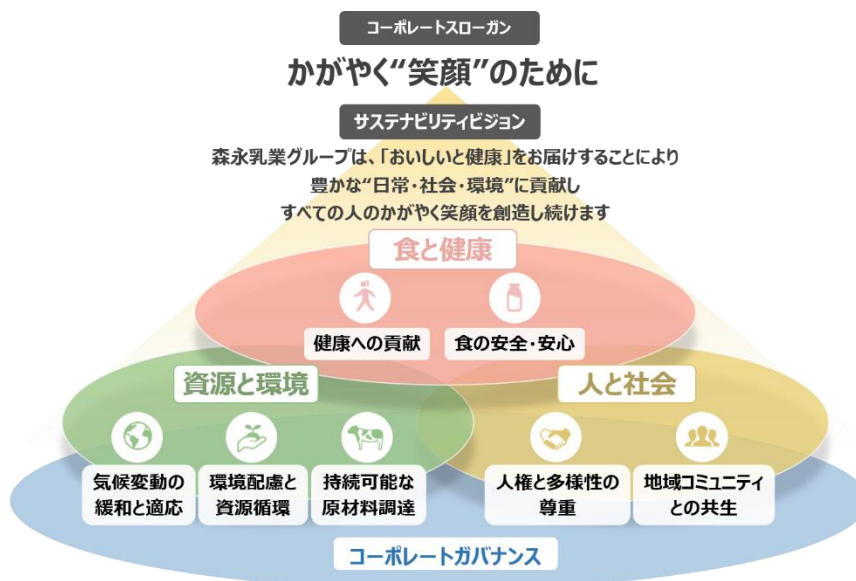 コーポレートスローガン
かがやく“笑顔”のために
サステナビリティビジョン
森永乳業グループは、「おいしいと健康」をお届けすることにより
豊かな“日常・社会・環境”に貢献し
すべての人のかがやく笑顔を創造し続けます
食と健康
健康への貢献
食の安全・安心
資源と環境
気候変動の
緩和と適応
環境配慮と
資源循環
持続可能な
原材料調達
人と社会
人権と多様性の
尊重
地域コミュニティ
との共生
コーポレートガバナンス